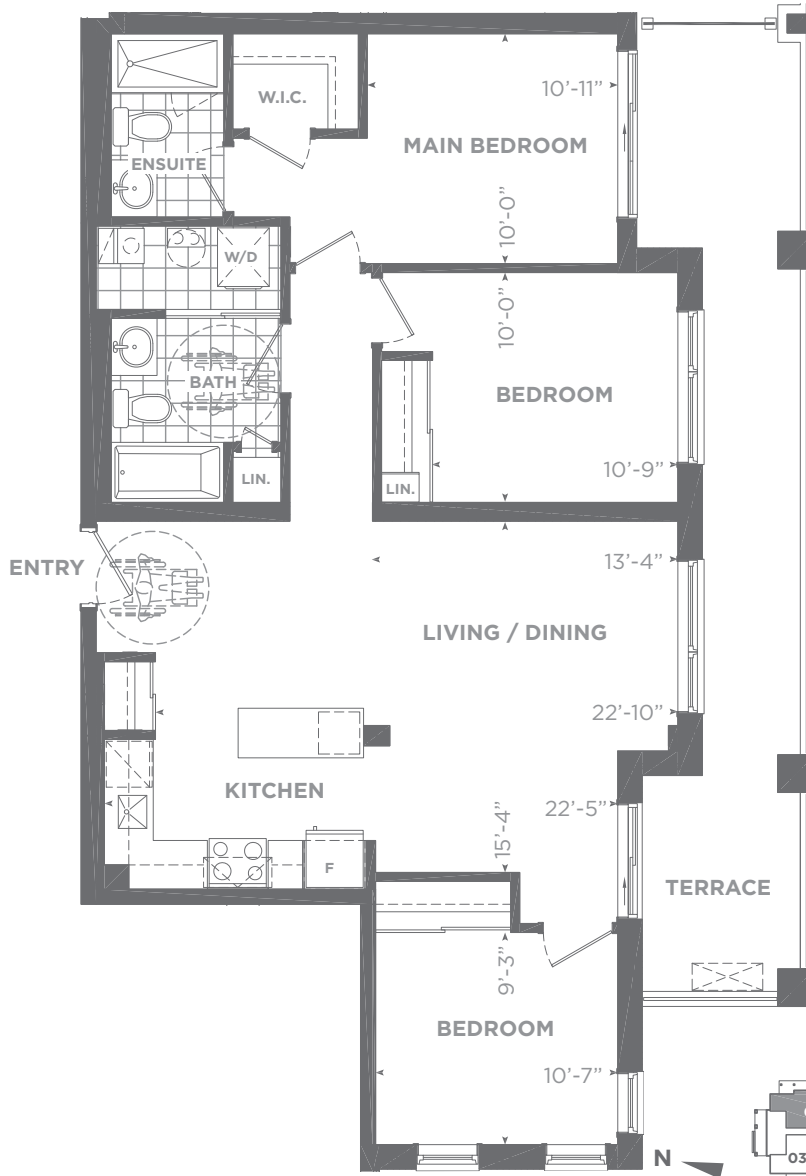 W.I.C.
10'-11"
MAIN BEDROOM
ENSUITE
10'-0"
W/D
10'-0"
BATH
BEDROOM
10'-9"
LIN.
LIN.
ENTRY
13'-4"
LIVING / DINING
22'-10"
KITCHEN
22'-5"
15'-4"
F
TERRACE
9'-3"
BEDROOM
10'-7"
N
03